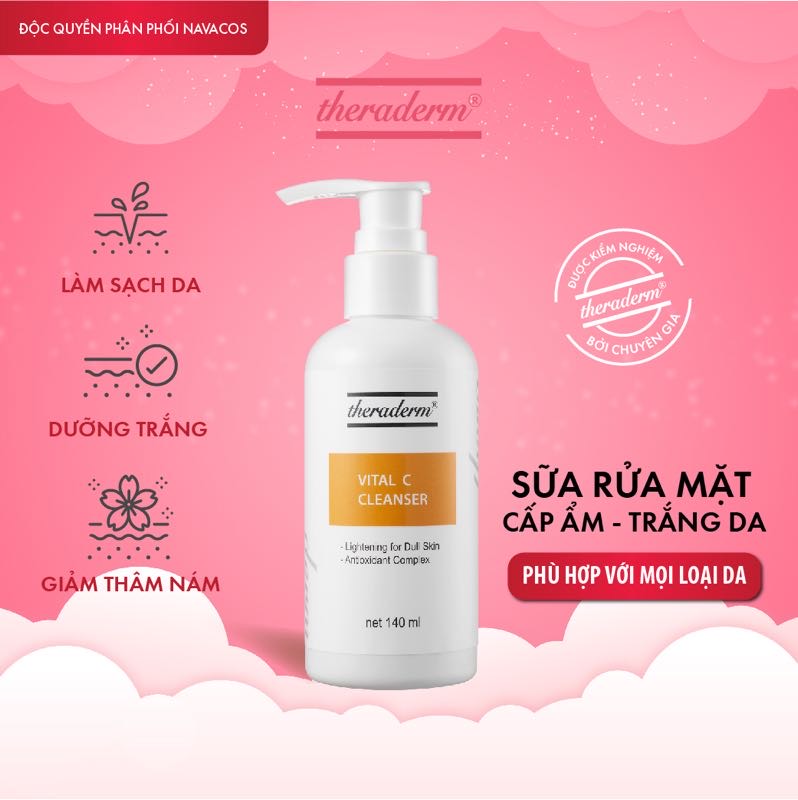 ĐỘC QUYỀN PHÂN PHỐI NAVACOS
theraderm®
LÀM SẠCH DA
DƯỠNG TRẮNG
GIẢM THÂM NÁM
ĐƯỢC KIỂM NGHIỆM
theraderm®
BỞI CHUYÊN GIA
theraderm®
VITAL C
CLEANSER
- Lightening for Dull Skin
- Antioxidant Complex
net 140 ml
SỮA RỬA MẶT
CẤP ẨM - TRẮNG DA
PHÙ HỢP VỚI MỌI LOẠI DA